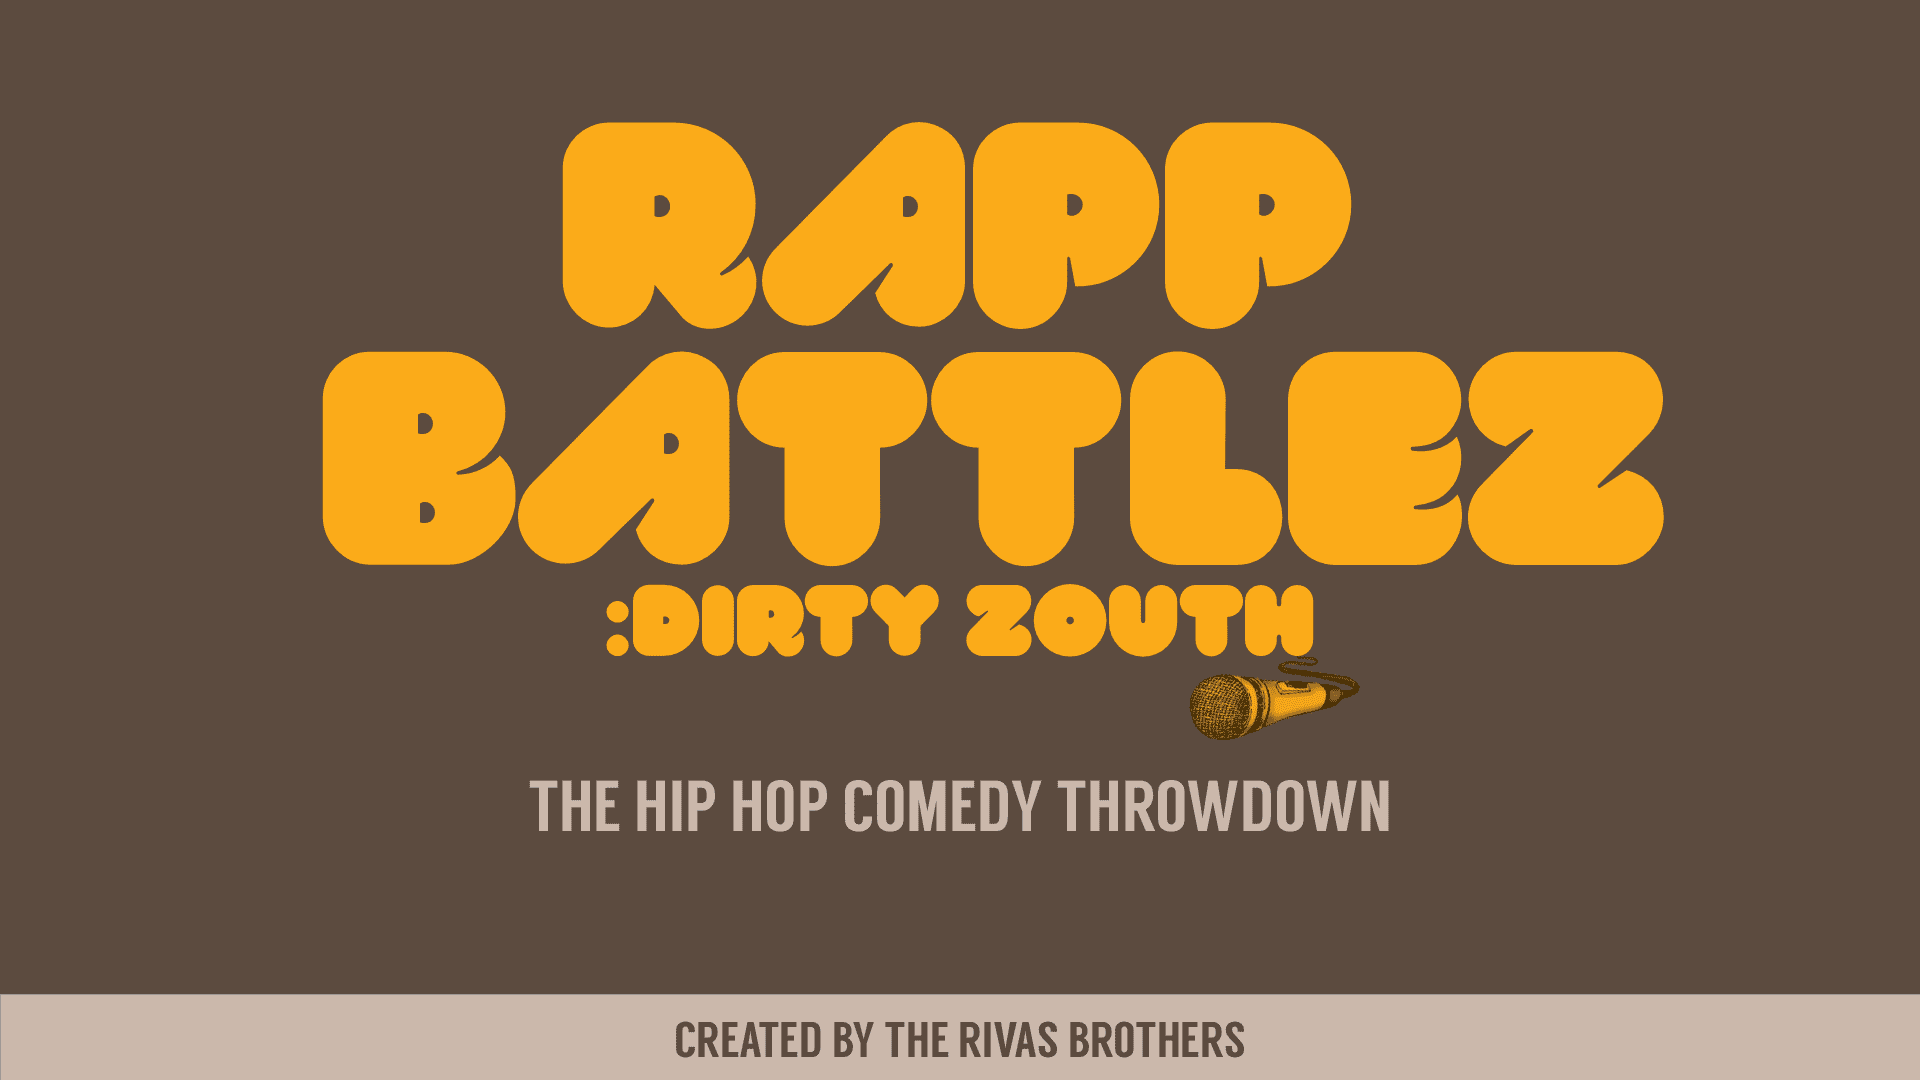 RAPP
BATTLEZ
:DIRTY ZOUTH
THE HIP HOP COMEDY THROWDOWN
CREATED BY THE RIVAS BROTHERS